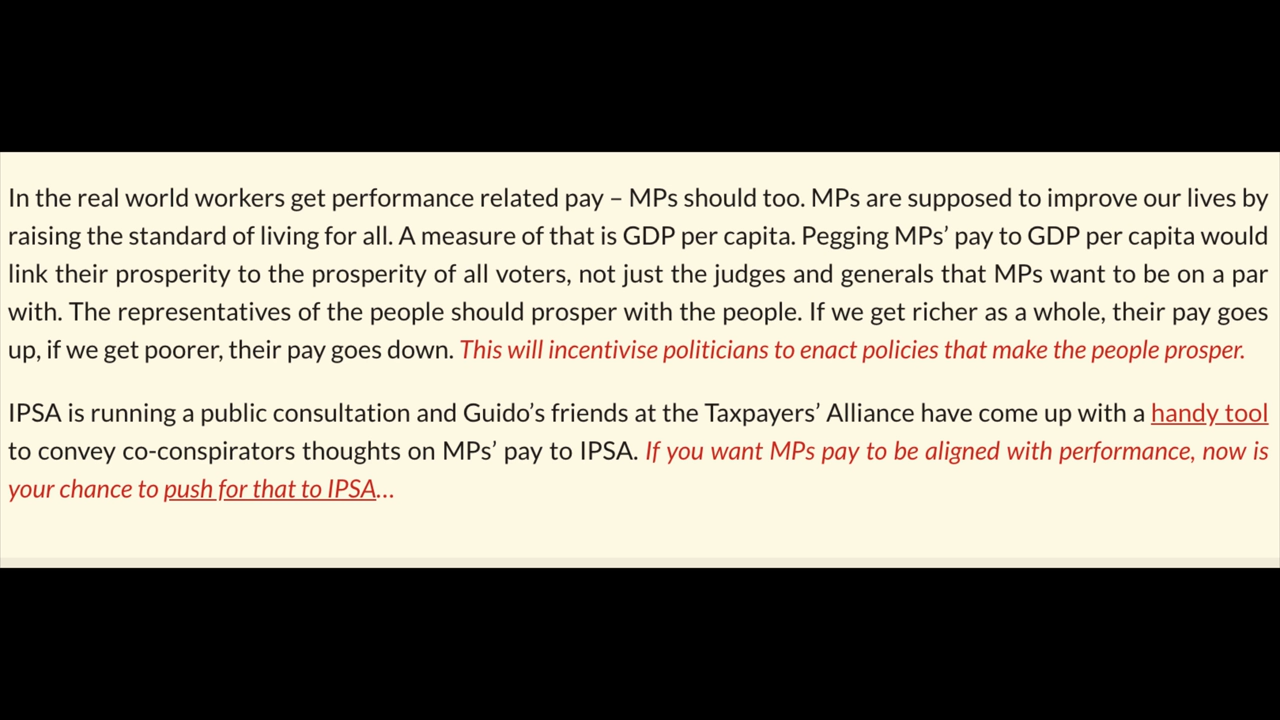 In the real world workers get performance related pay – MPs should too. MPs are supposed to improve our lives by
raising the standard of living for all. A measure of that is GDP per capita. Pegging MPs’ pay to GDP per capita would
link their prosperity to the prosperity of all voters, not just the judges and generals that MPs want to be on a par
with. The representatives of the people should prosper with the people. If we get richer as a whole, their pay goes
up, if we get poorer, their pay goes down. This will incentivise politicians to enact policies that make the people prosper.
IPSA is running a public consultation and Guido’s friends at the Taxpayers’ Alliance have come up with a handy tool
to convey co-conspirators thoughts on MPs’ pay to IPSA. If you want MPs pay to be aligned with performance, now is
your chance to push for that to IPSA…